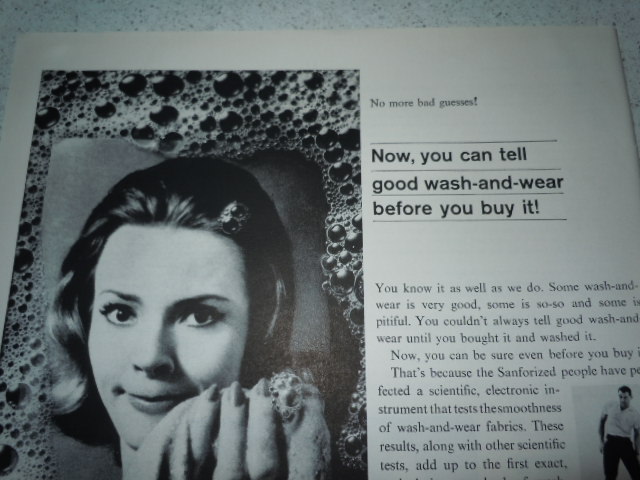 No more bad guesses!
Now, you can tell
good wash-and-wear
before you buy it!
You know it as well as we do. Some wash-and-
wear is very good, some is so-so and some is
pitiful. You couldn't always tell good wash-and-
wear until you bought it and washed it.
Now, you can be sure even before you buy
That's because the Sanforized people have pe
fected a scientific, electronic in-
strument that tests the smoothness
of wash-and-wear fabrics. These
results, along with other scientific
tests, add up to the first exact,